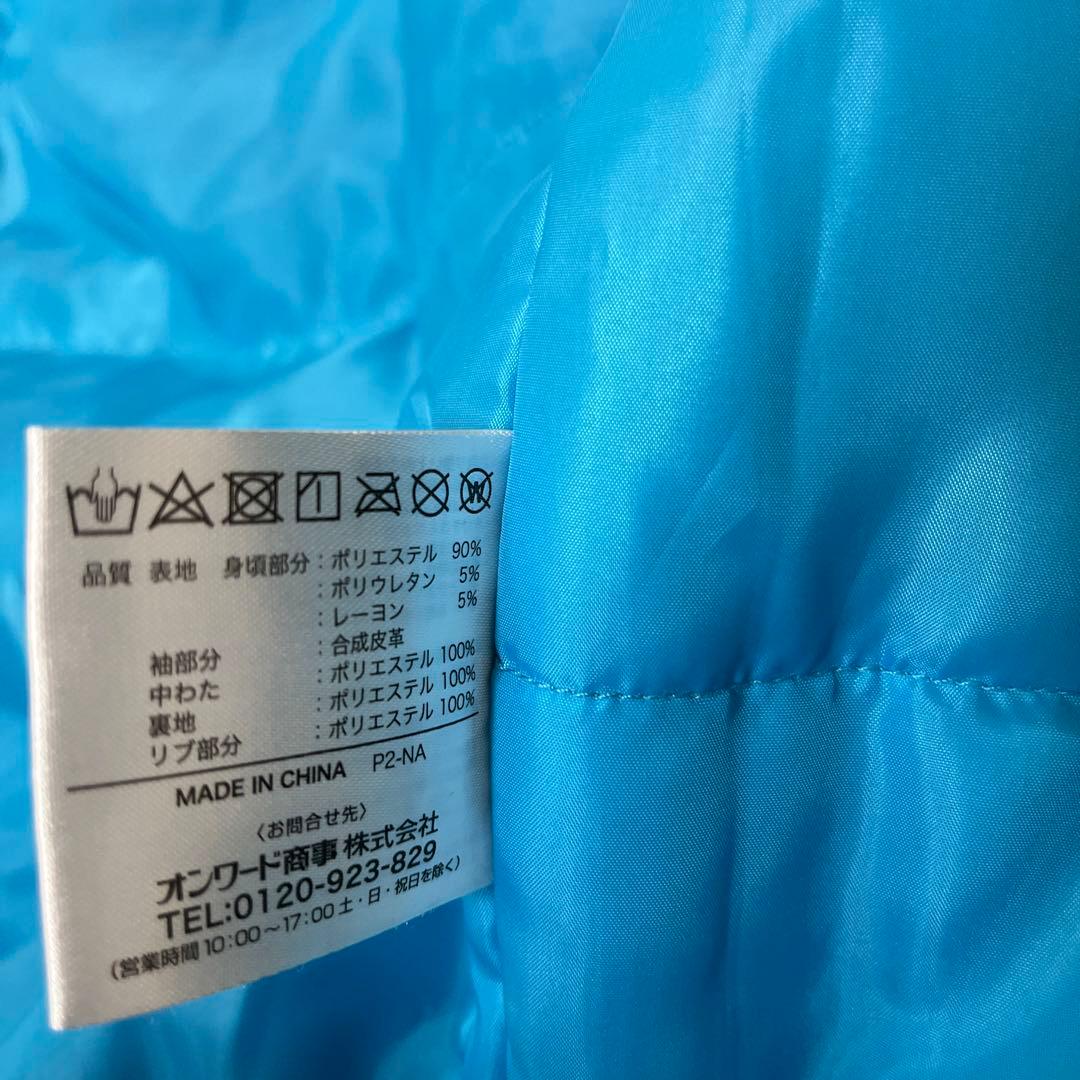 品質 表地 身頃部分：ポリエステル 90%
：ポリウレタン 5%
：レーヨン 5%
袖部分 ：合成皮革
中わた ：ポリエステル 100%
裏地 ：ポリエステル 100%
リブ部分 ：ポリエステル 100%
MADE IN CHINA P2-NA
〈お問合せ先〉
オンワード商事 株式会社
TEL:0120-923-829
(営業時間 10:00〜17:00 土・日・祝日を除く)